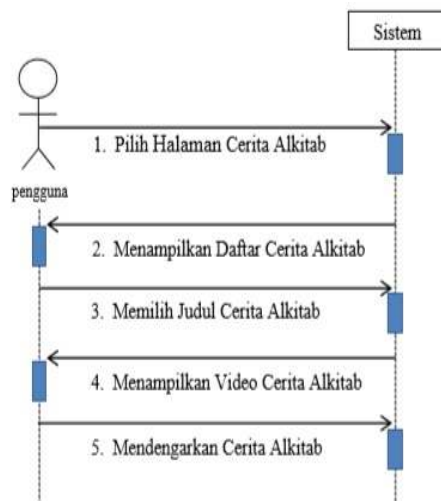 Sistem
1. Pilih Halaman Cerita Alkitab
pengguna
2. Menampilkan Daftar Cerita Alkitab
3. Memilih Judul Cerita Alkitab
4. Menampilkan Video Cerita Alkitab
5. Mendengarkan Cerita Alkitab